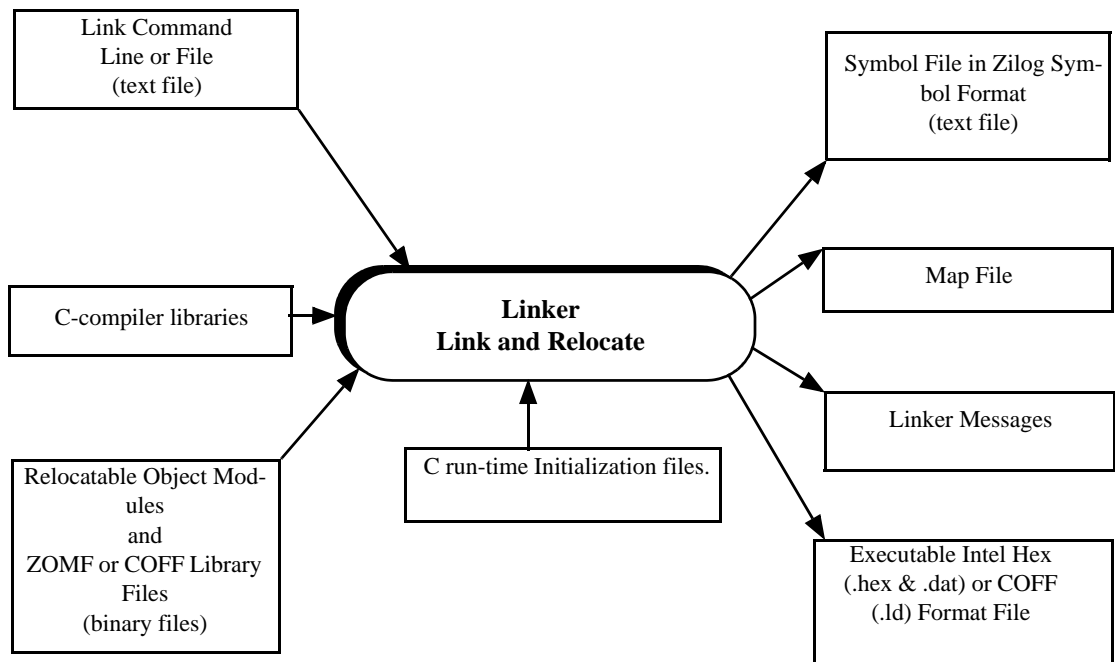 Link Command
Line or File
(text file)
Symbol File in Zilog Sym-
bol Format
(text file)
C-compiler libraries
Linker
Link and Relocate
Map File
Linker Messages
Relocatable Object Mod-
ules
and
ZOMF or COFF Library
Files
(binary files)
C run-time Initialization files.
Executable Intel Hex
(.hex & .dat) or COFF
(.ld) Format File